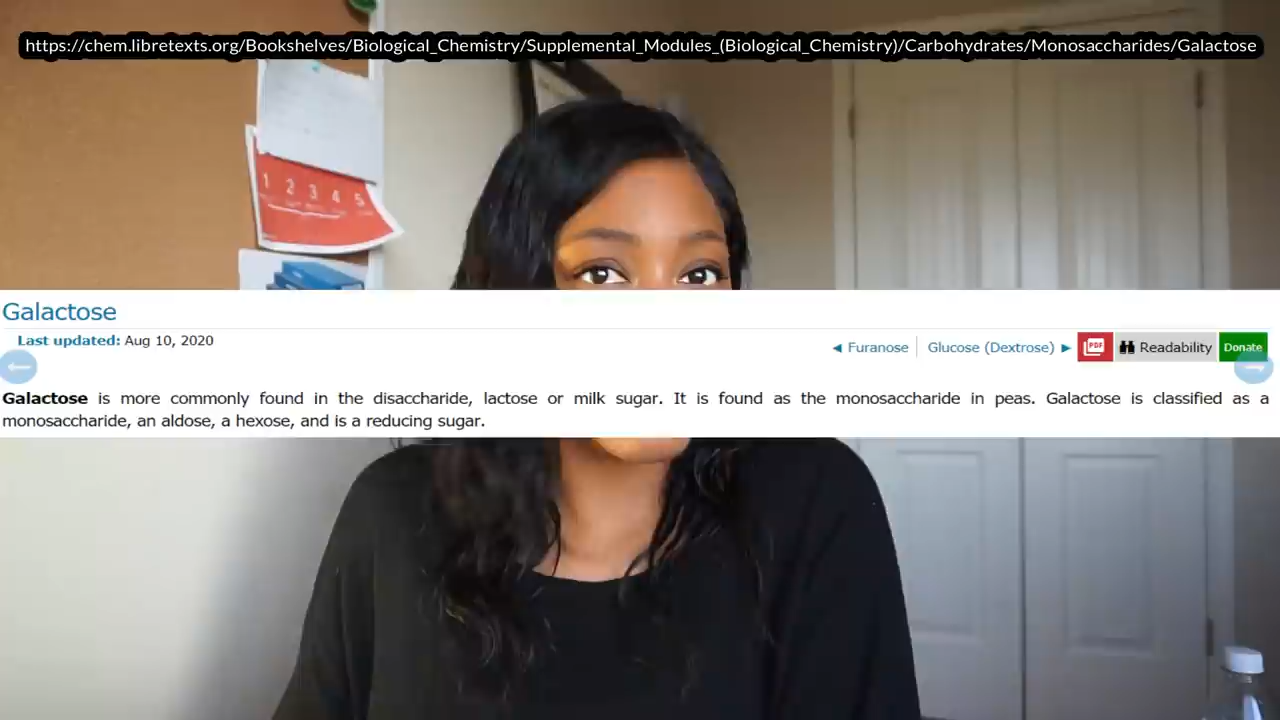 https://chem.libretexts.org/Bookshelves/Biological_Chemistry/Supplemental_Modules_(Biological_Chemistry)/Carbohydrates/Monosaccharides/Galactose
1 2 3 4 5
Galactose
Last updated: Aug 10, 2020
◀ Furanose Glucose (Dextrose) ▶ PDF Readability Donate
Galactose is more commonly found in the disaccharide, lactose or milk sugar. It is found as the monosaccharide in peas. Galactose is classified as a
monosaccharide, an aldose, a hexose, and is a reducing sugar.